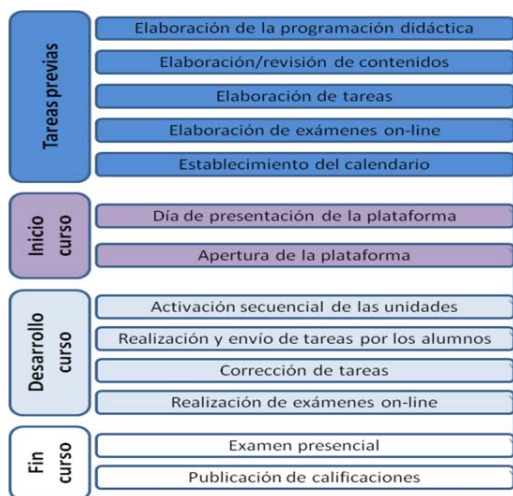 Tareas previas
Elaboración de la programación didáctica
Elaboración/revisión de contenidos
Elaboración de tareas
Elaboración de exámenes on-line
Establecimiento del calendario
Inicio
curso
Día de presentación de la plataforma
Apertura de la plataforma
Desarrollo
curso
Activación secuencial de las unidades
Realización y envío de tareas por los alumnos
Corrección de tareas
Realización de exámenes on-line
Fin
curso
Examen presencial
Publicación de calificaciones